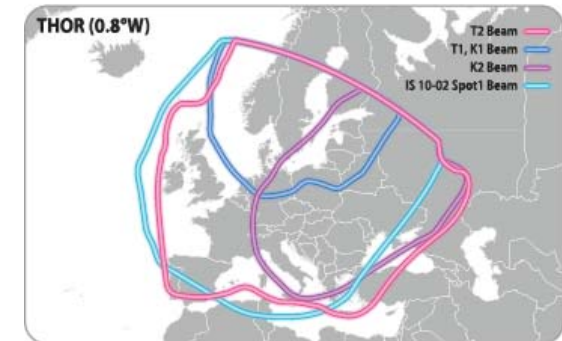 THOR (0.8°W)
T2 Beam
T1, K1 Beam
K2 Beam
IS 10-02 Spot1 Beam